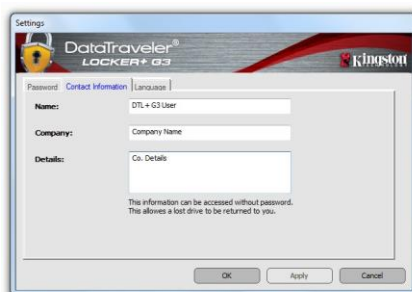 Settings
DataTraveler®
LOCKER+ G3
Kingston
Password Contact Information Language
Name: DTL+ G3 User
Company: Company Name
Details: Co. Details
This information can be accessed without password.
This allowes a lost drive to be returned to you.
OK Apply Cancel